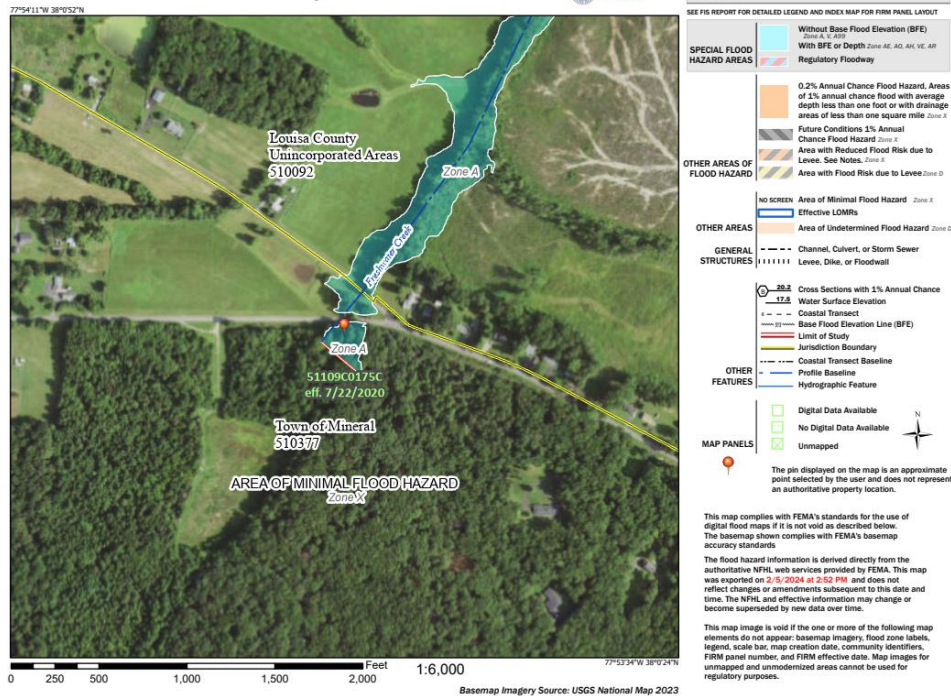 77°54'11"W 38°0'52"N
Louisa County
Unincorporated Areas
510092
Zone A
Freshwater Creek
Zone A
51109C0175C
eff. 7/22/2020
Town of Mineral
510377
AREA OF MINIMAL FLOOD HAZARD
Zone X
77°53'34"W 38°0'24"N
0 250 500 1,000 1,500 2,000 Feet 1:6,000
Basemap Imagery Source: USGS National Map 2023
SEE FIS REPORT FOR DETAILED LEGEND AND INDEX MAP FOR FIRM PANEL LAYOUT
SPECIAL FLOOD
HAZARD AREAS
Without Base Flood Elevation (BFE)
Zone A, V, A99
With BFE or Depth Zone AE, AO, AH, VE, AR
Regulatory Floodway
OTHER AREAS OF
FLOOD HAZARD
0.2% Annual Chance Flood Hazard, Areas
of 1% annual chance flood with average
depth less than one foot or with drainage
areas of less than one square mile Zone X
Future Conditions 1% Annual
Chance Flood Hazard Zone X
Area with Reduced Flood Risk due to
Levee. See Notes. Zone X
Area with Flood Risk due to Levee Zone D
OTHER AREAS
NO SCREEN Area of Minimal Flood Hazard Zone X
Effective LOMRs
Area of Undetermined Flood Hazard Zone D
GENERAL
STRUCTURES
Channel, Culvert, or Storm Sewer
Levee, Dike, or Floodwall
OTHER
FEATURES
B 20.2 Cross Sections with 1% Annual Chance
17.5 Water Surface Elevation
8 Coastal Transect
513 Base Flood Elevation Line (BFE)
Limit of Study
Jurisdiction Boundary
Coastal Transect Baseline
Profile Baseline
Hydrographic Feature
MAP PANELS
Digital Data Available
No Digital Data Available
Unmapped
N
The pin displayed on the map is an approximate
point selected by the user and does not represent
an authoritative property location.
This map complies with FEMA's standards for the use of
digital flood maps if it is not void as described below.
The basemap shown complies with FEMA's basemap
accuracy standards
The flood hazard information is derived directly from the
authoritative NFHL web services provided by FEMA. This map
was exported on 2/5/2024 at 2:52 PM and does not
reflect changes or amendments subsequent to this date and
time. The NFHL and effective information may change or
become superseded by new data over time.
This map image is void if the one or more of the following map
elements do not appear: basemap imagery, flood zone labels,
legend, scale bar, map creation date, community identifiers,
FIRM panel number, and FIRM effective date. Map images for
unmapped and unmodernized areas cannot be used for
regulatory purposes.